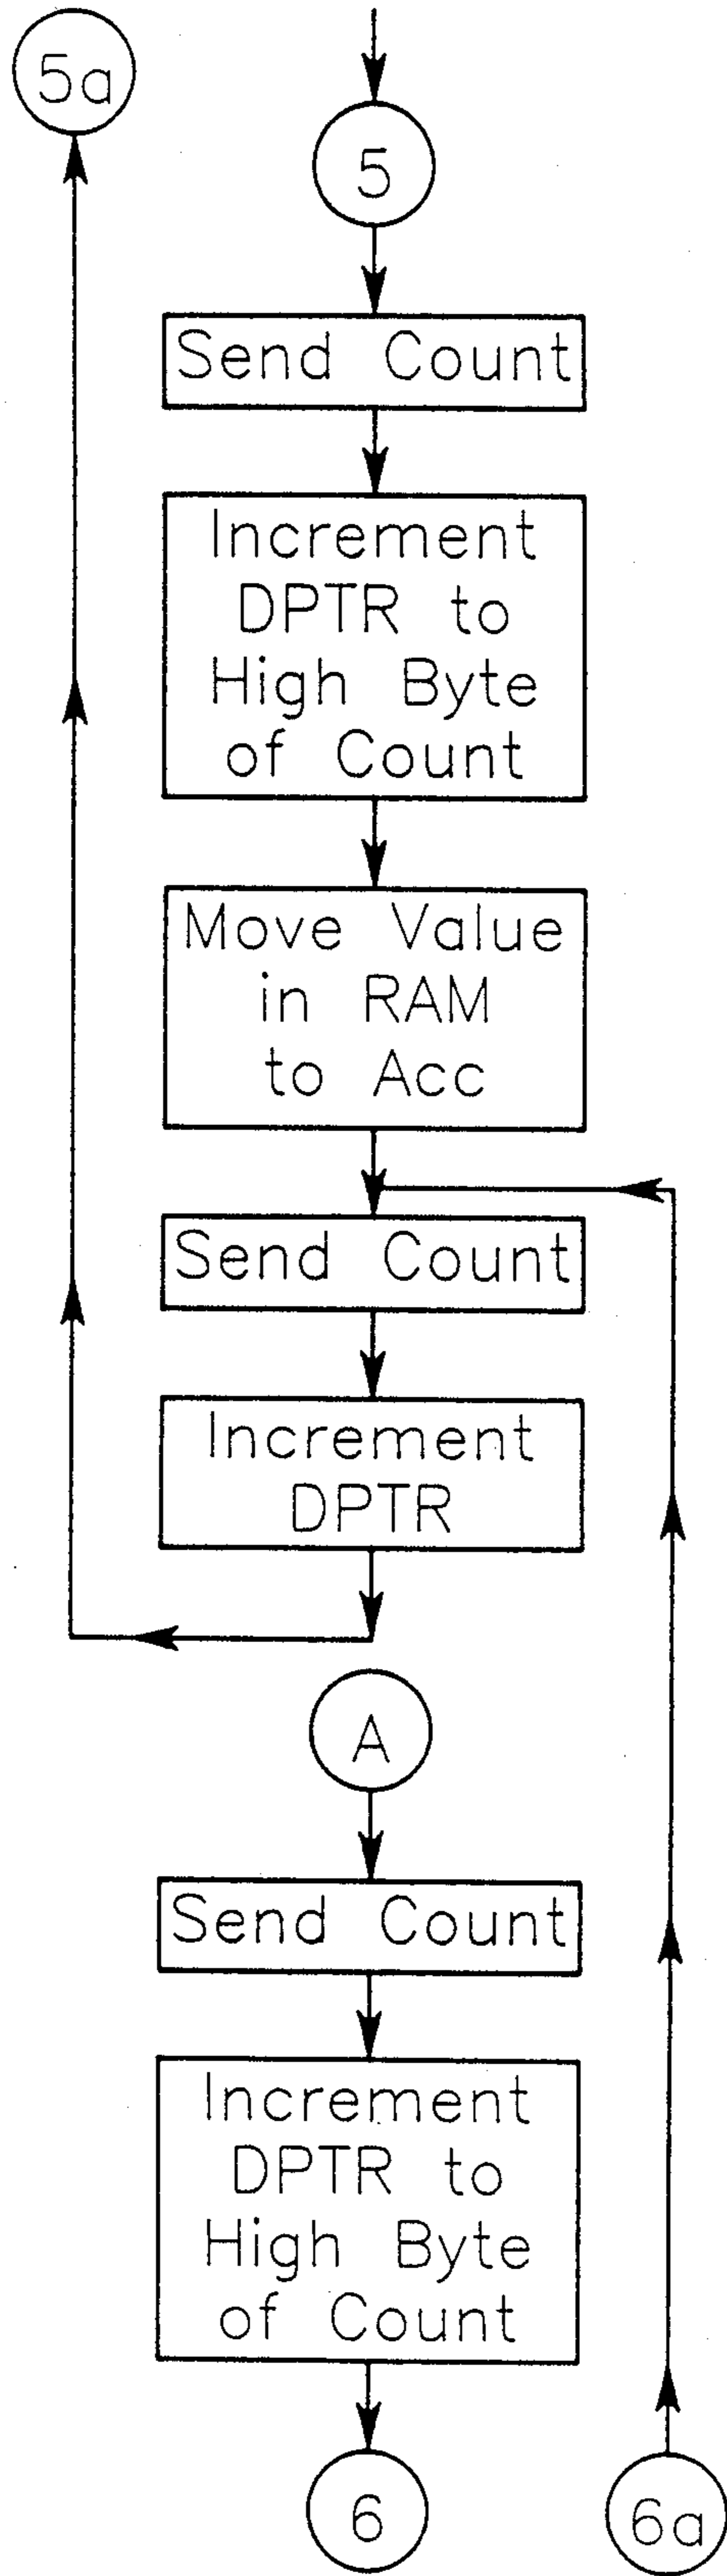 5a
5
Send Count
Increment
DPTR to
High Byte
of Count
Move Value
in RAM
to Acc
Send Count
Increment
DPTR
A
Send Count
Increment
DPTR to
High Byte
of Count
6
6a